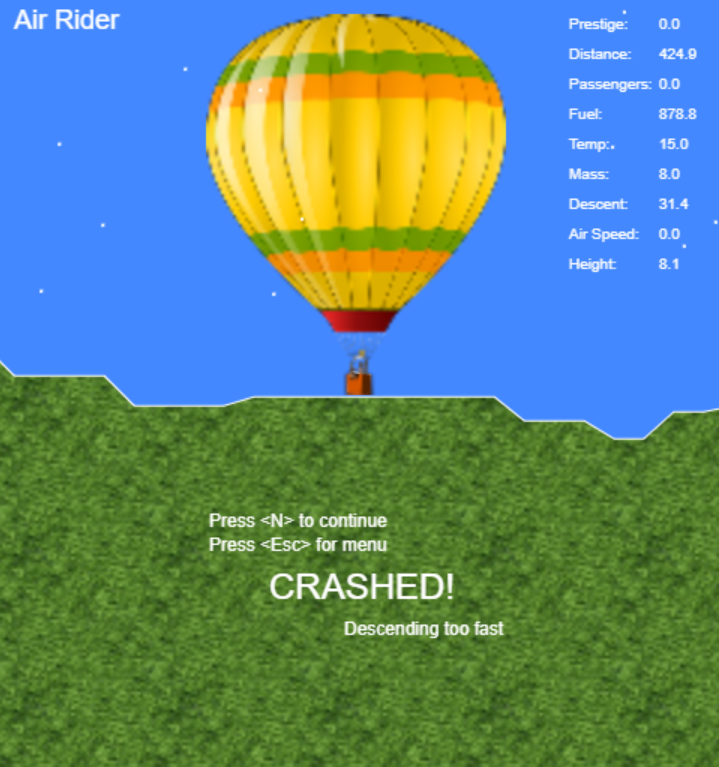 Air Rider
Prestige: 0.0
Distance: 424.9
Passengers: 0.0
Fuel: 878.8
Temp: 15.0
Mass: 8.0
Descent: 31.4
Air Speed: 0.0
Height: 8.1
Press <N> to continue
Press <Esc> for menu
CRASHED!
Descending too fast